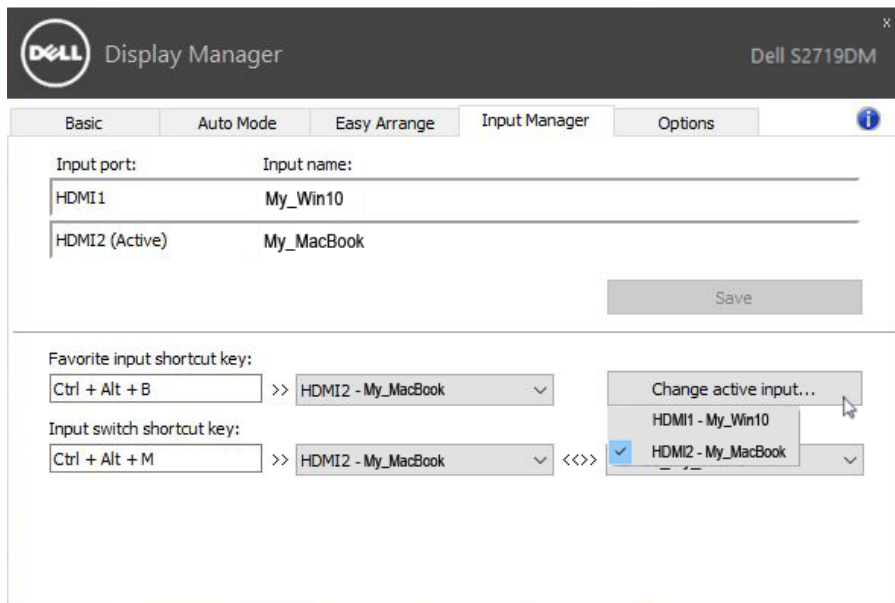 DELL Display Manager
x
Dell S2719DM
Basic Auto Mode Easy Arrange Input Manager Options
Input port: Input name:
HDMI1 My_Win10
HDMI2 (Active) My_MacBook
Save
Favorite input shortcut key:
Ctrl + Alt + B >> HDMI2 - My_MacBook Change active input...
HDMI1 - My_Win10
Input switch shortcut key:
HDMI2 - My_MacBook
Ctrl + Alt + M >> HDMI2 - My_MacBook <<>>